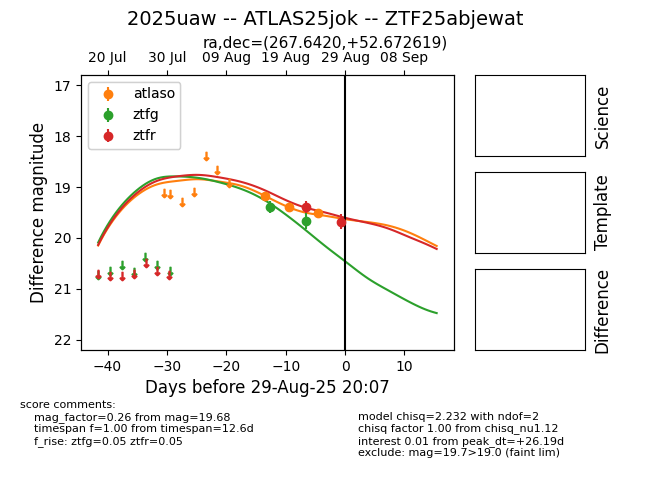 2025uaw -- ATLAS25jok -- ZTF25abjewat
ra,dec=(267.6420,+52.672619)
20 Jul 30 Jul 09 Aug 19 Aug 29 Aug 08 Sep
17
18
19
20
21
22
Difference magnitude
atlaso
ztfg
ztfr
−40 −30 −20 −10 0 10
Days before 29-Aug-25 20:07
Science
Template
Difference
score comments:
mag_factor=0.26 from mag=19.68
timespan f=1.00 from timespan=12.6d
f_rise: ztfg=0.05 ztfr=0.05
model chisq=2.232 with ndof=2
chisq factor 1.00 from chisq_nu1.12
interest 0.01 from peak_dt=+26.19d
exclude: mag=19.7>19.0 (faint lim)